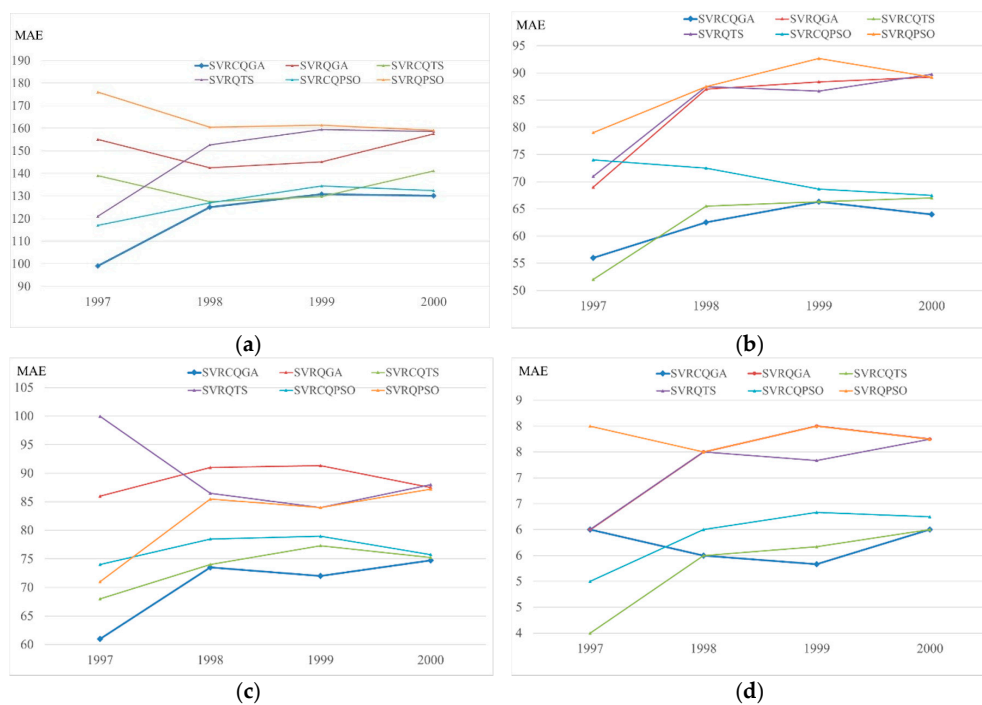 MAE
SVRCQGA SVRQGA SVRCQTS
SVRQTS SVRCQPSO SVRQPSO
190
180
170
160
150
140
130
120
110
100
90
1997 1998 1999 2000
(a)
MAE
SVRCQGA SVRQGA SVRCQTS
SVRQTS SVRCQPSO SVRQPSO
95
90
85
80
75
70
65
60
55
50
1997 1998 1999 2000
(b)
MAE
SVRCQGA SVRQGA SVRCQTS
SVRQTS SVRCQPSO SVRQPSO
105
100
95
90
85
80
75
70
65
60
1997 1998 1999 2000
(c)
MAE
SVRCQGA SVRQGA SVRCQTS
SVRQTS SVRCQPSO SVRQPSO
9
8
8
7
7
6
6
5
5
4
1997 1998 1999 2000
(d)